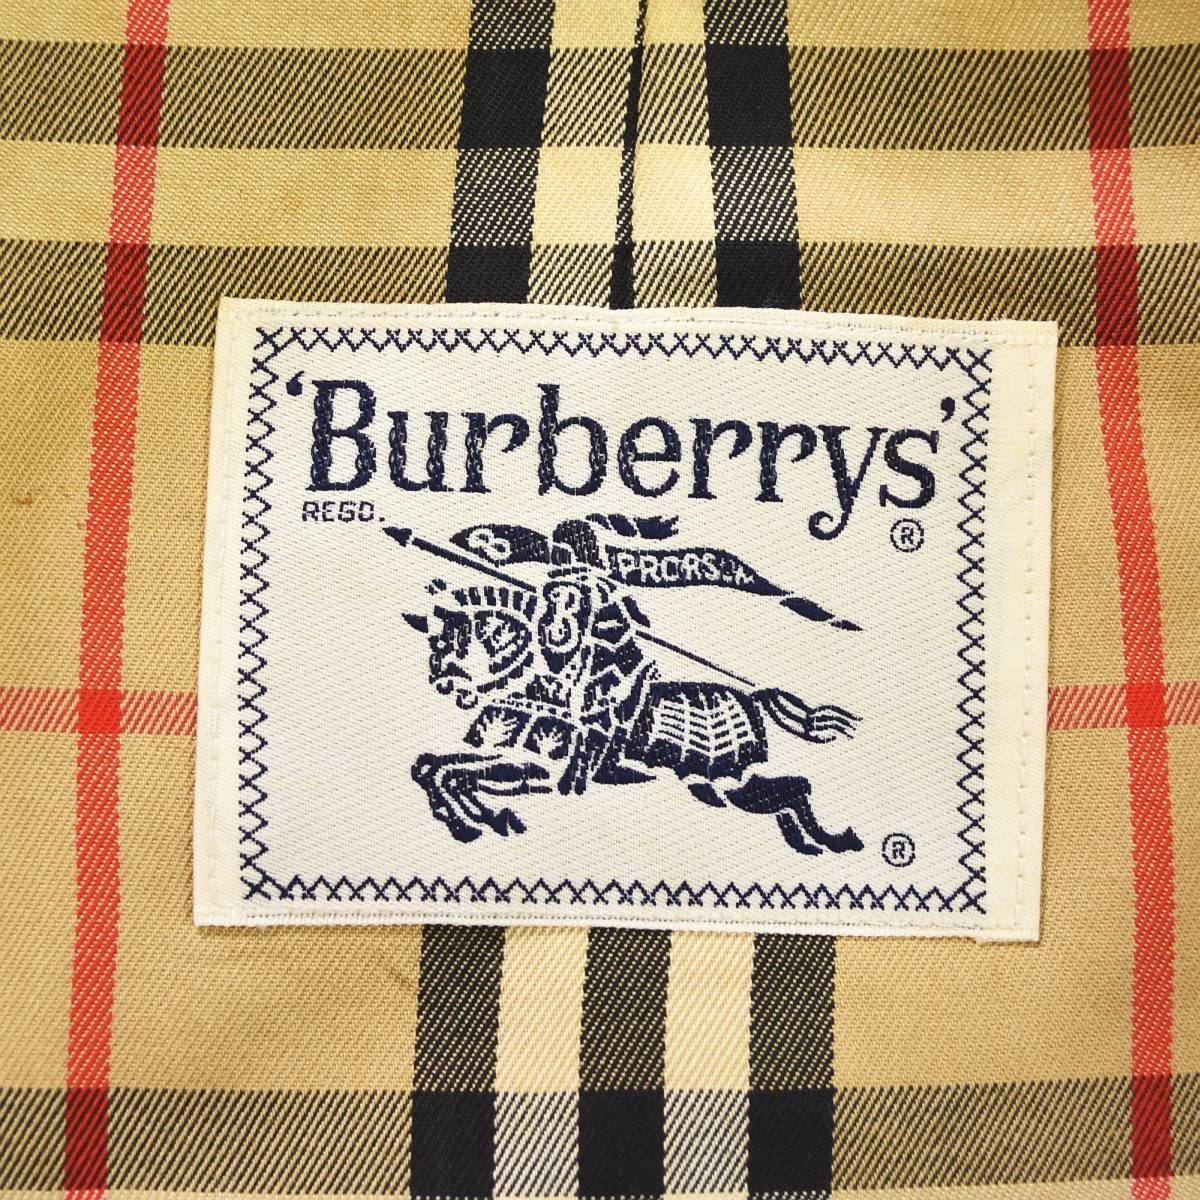 'Burberrys'
REGD.
®
PRORSUM
®